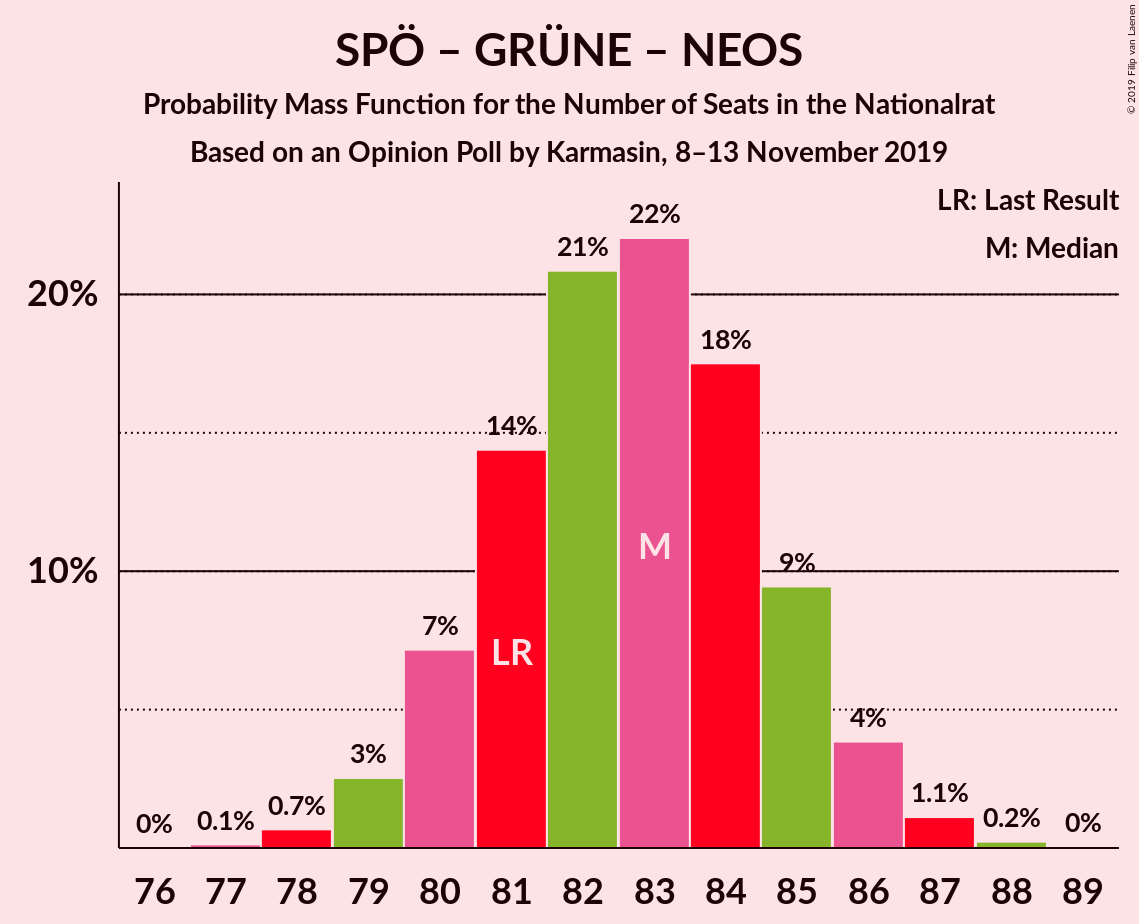 SPÖ – GRÜNE – NEOS
Probability Mass Function for the Number of Seats in the Nationalrat
Based on an Opinion Poll by Karmasin, 8–13 November 2019
© 2019 Filip van Laenen
LR: Last Result
M: Median
20%
10%
0%
0.1%
0.7%
3%
7%
14%
21%
22%
18%
9%
4%
1.1%
0.2%
0%
LR
M
76 77 78 79 80 81 82 83 84 85 86 87 88 89